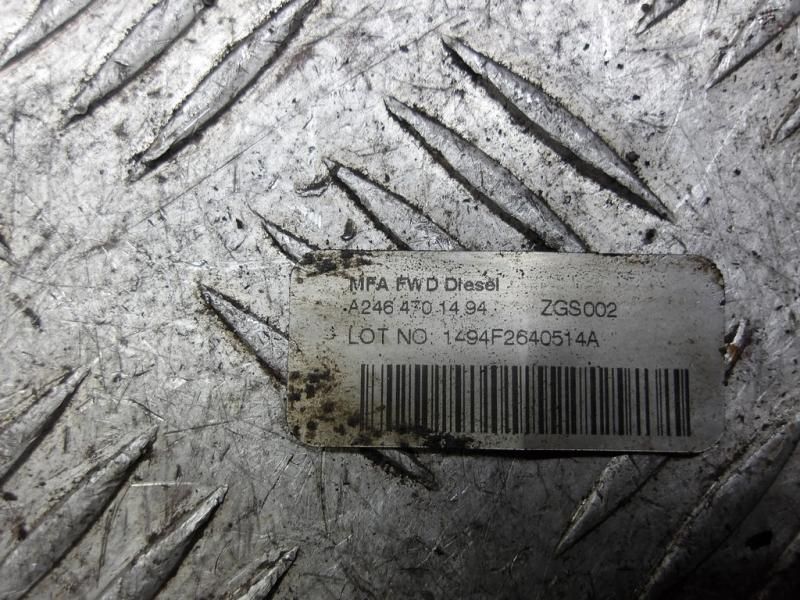 MFA FWD Diesel
A246 470 14 94 ZGS002
LOT NO: 1494F2640514A